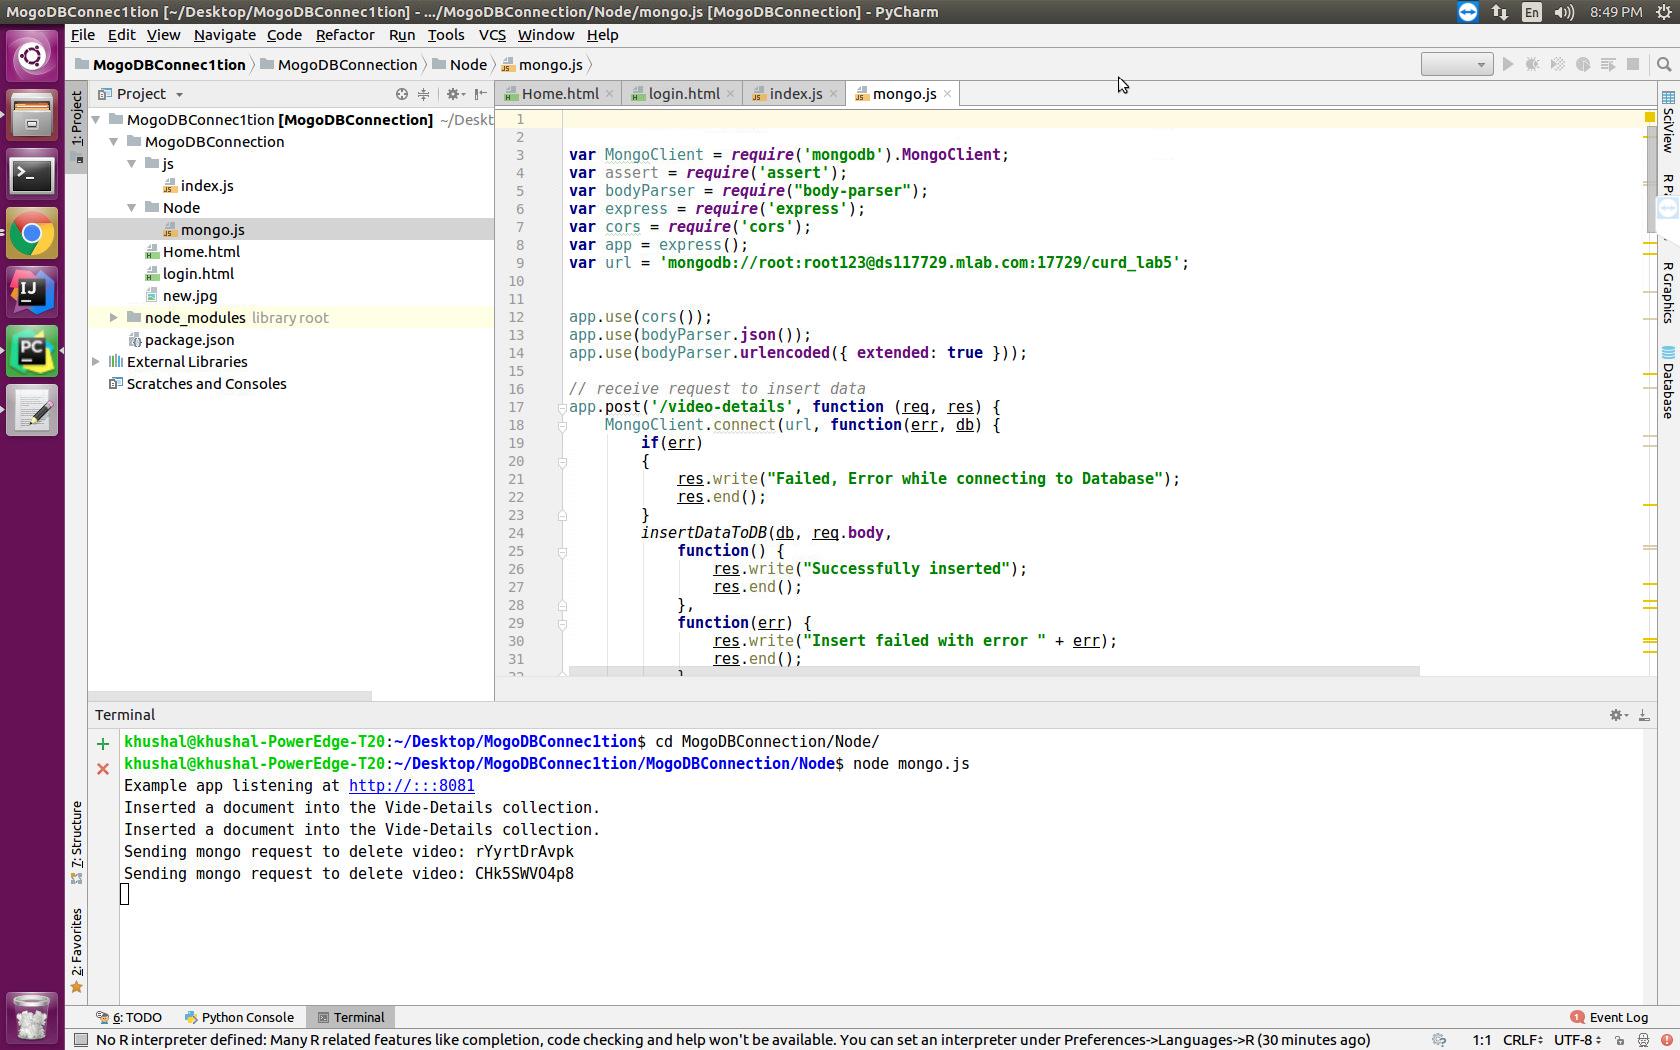 MogoDBConnec1tion [~/Desktop/MogoDBConnec1tion] - .../MogoDBConnection/Node/mongo.js [MogoDBConnection] - PyCharm
En
8:49 PM
File Edit View Navigate Code Refactor Run Tools VCS Window Help
MogoDBConnec1tion MogoDBConnection Node mongo.js
1: Project
Project
MogoDBConnec1tion [MogoDBConnection] ~/Deskt
MogoDBConnection
js
index.js
Node
mongo.js
Home.html
login.html
new.jpg
node_modules library root
package.json
External Libraries
Scratches and Consoles
Home.html login.html index.js mongo.js
1
2
3 var MongoClient = require('mongodb').MongoClient;
4 var assert = require('assert');
5 var bodyParser = require("body-parser");
6 var express = require('express');
7 var cors = require('cors');
8 var app = express();
9 var url = 'mongodb://root:root123@ds117729.mlab.com:17729/curd_lab5';
10
11
12 app.use(cors());
13 app.use(bodyParser.json());
14 app.use(bodyParser.urlencoded({ extended: true }));
15
16 // receive request to insert data
17 app.post('/video-details', function (req, res) {
18 MongoClient.connect(url, function(err, db) {
19 if(err)
20 {
21 res.write("Failed, Error while connecting to Database");
22 res.end();
23 }
24 insertDataToDB(db, req.body,
25 function() {
26 res.write("Successfully inserted");
27 res.end();
28 },
29 function(err) {
30 res.write("Insert failed with error " + err);
31 res.end();
SciView
R Graphics
Database
Terminal
khushal@khushal-PowerEdge-T20:~/Desktop/MogoDBConnec1tion$ cd MogoDBConnection/Node/
khushal@khushal-PowerEdge-T20:~/Desktop/MogoDBConnec1tion/MogoDBConnection/Node$ node mongo.js
Example app listening at http://:::8081
Inserted a document into the Vide-Details collection.
Inserted a document into the Vide-Details collection.
Sending mongo request to delete video: rYyrtDrAvpk
Sending mongo request to delete video: CHk5SWVO4p8
7: Structure
2: Favorites
6: TODO Python Console Terminal
1 Event Log
No R interpreter defined: Many R related features like completion, code checking and help won't be available. You can set an interpreter under Preferences->Languages->R (30 minutes ago)
1:1 CRLF UTF-8